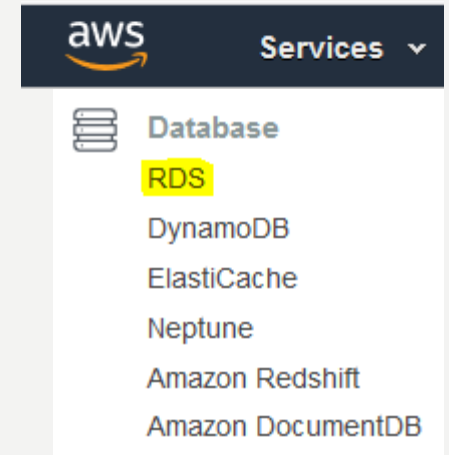 aws
Services
Database
RDS
DynamoDB
ElastiCache
Neptune
Amazon Redshift
Amazon DocumentDB